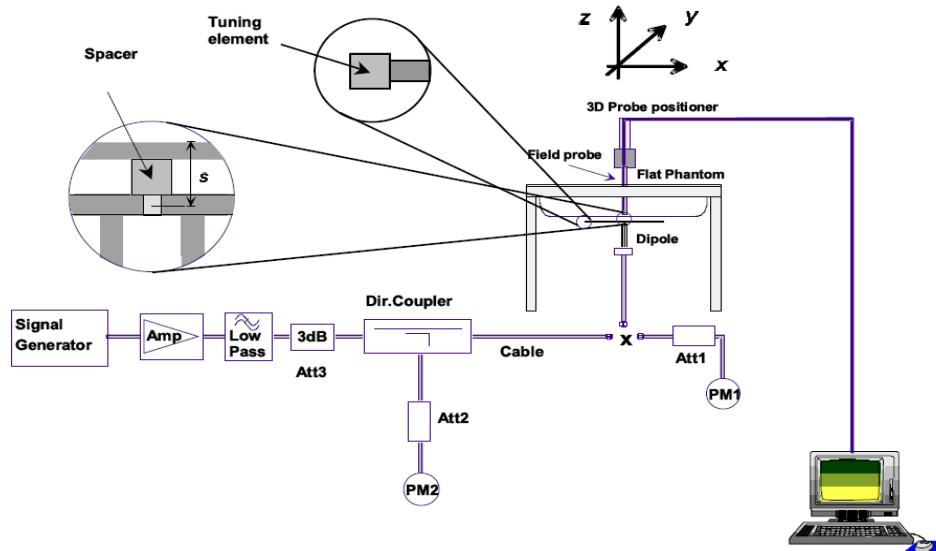 Tuning
element
Spacer
s
z
y
x
3D Probe positioner
Field probe
Flat Phantom
Dipole
Signal
Generator
Amp
Low
Pass
3dB
Att3
Dir.Coupler
Cable
x
Att1
PM1
Att2
PM2